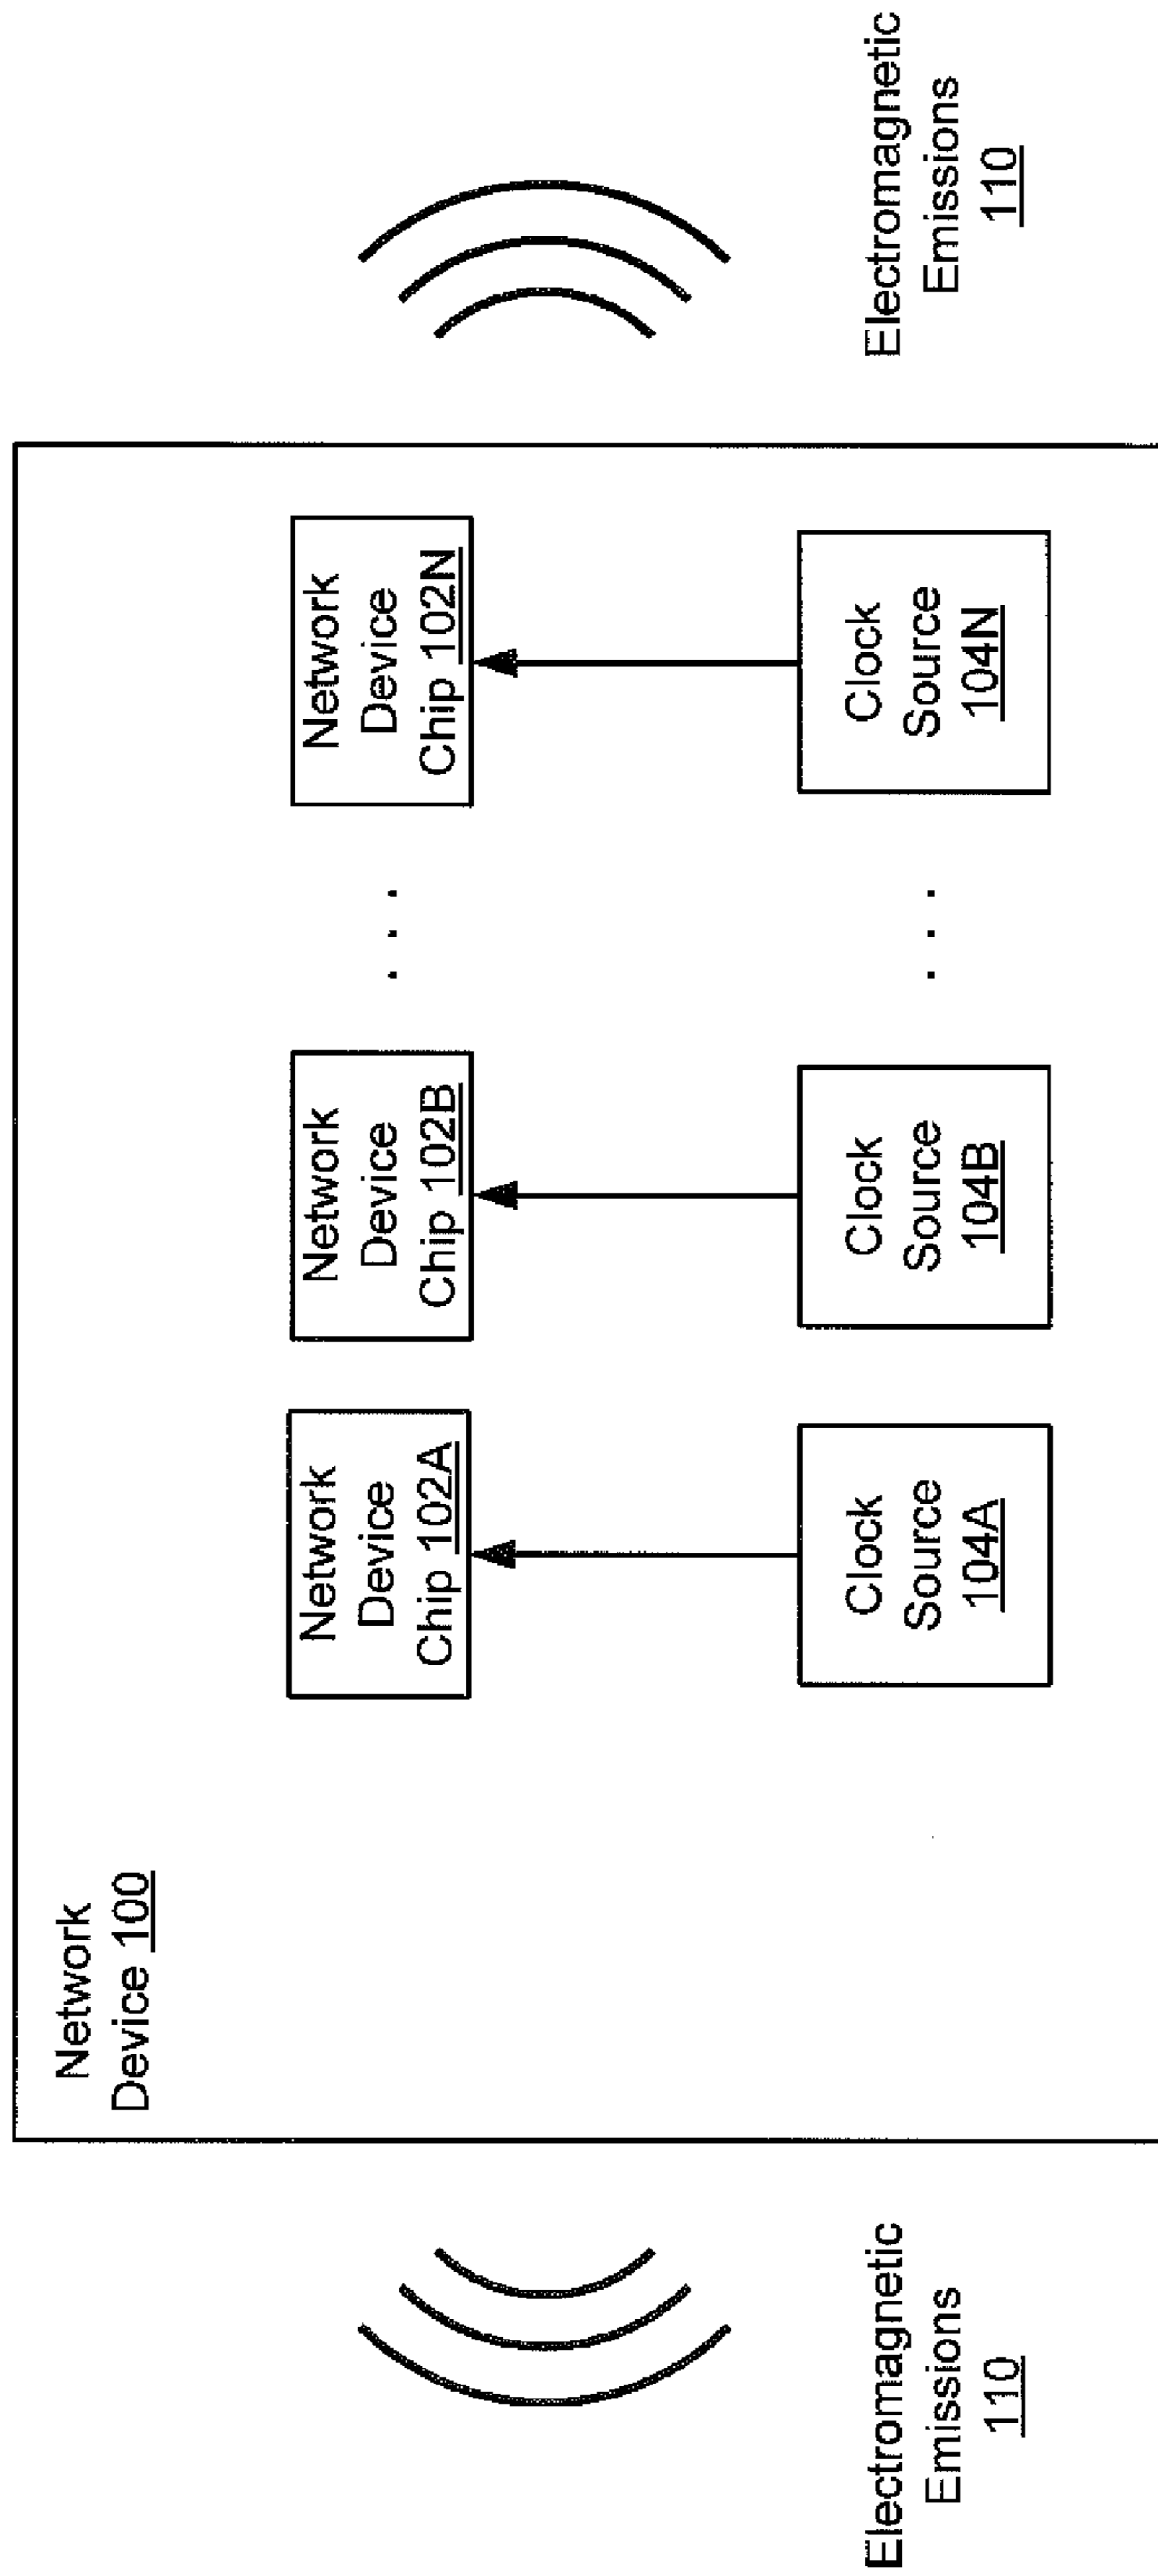 Network
Device 100
Network
Device
Chip 102A
Network
Device
Chip 102B
. . .
Network
Device
Chip 102N
Clock
Source
104A
Clock
Source
104B
. . .
Clock
Source
104N
Electromagnetic
Emissions
110
Electromagnetic
Emissions
110